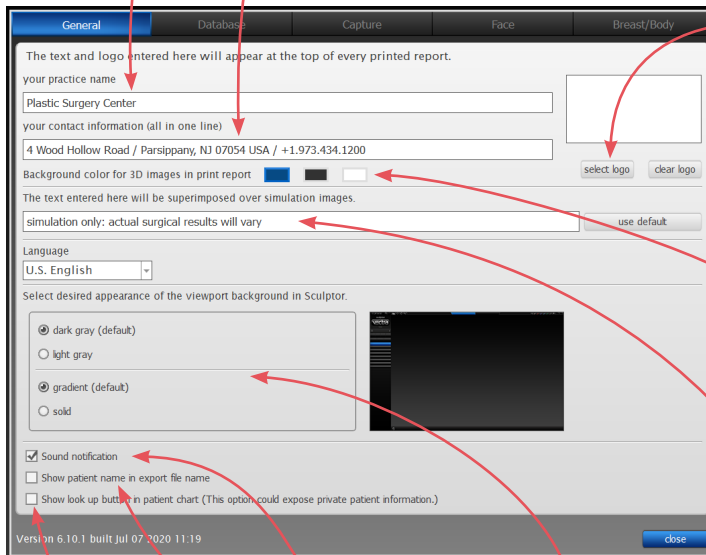 General Database Capture Face Breast/Body
The text and logo entered here will appear at the top of every printed report.
your practice name
Plastic Surgery Center
your contact information (all in one line)
4 Wood Hollow Road / Parsippany, NJ 07054 USA / +1.973.434.1200
select logo clear logo
Background color for 3D images in print report
The text entered here will be superimposed over simulation images.
simulation only: actual surgical results will vary
use default
Language
U.S. English
Select desired appearance of the viewport background in Sculptor.
dark gray (default)
light gray
gradient (default)
solid
Sound notification
Show patient name in export file name
Show look up button in patient chart (This option could expose private patient information.)
Version 6.10.1 built Jul 07 2020 11:19
close